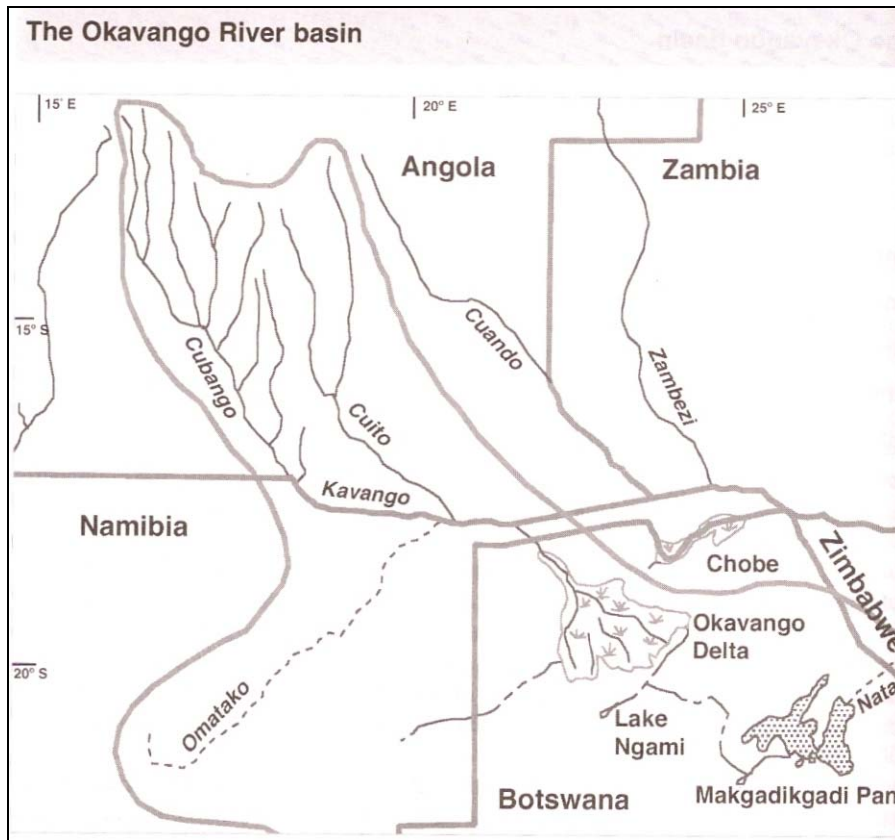 The Okavango River basin
15' E
20° E
25° E
Angola
Zambia
15° S
Cubango
Cuando
Zambezi
Cuito
Kavango
Namibia
Chobe
Zimbabwe
Okavango
Delta
20° S
Omatako
Lake
Ngami
Nata
Botswana
Makgadikgadi Pan